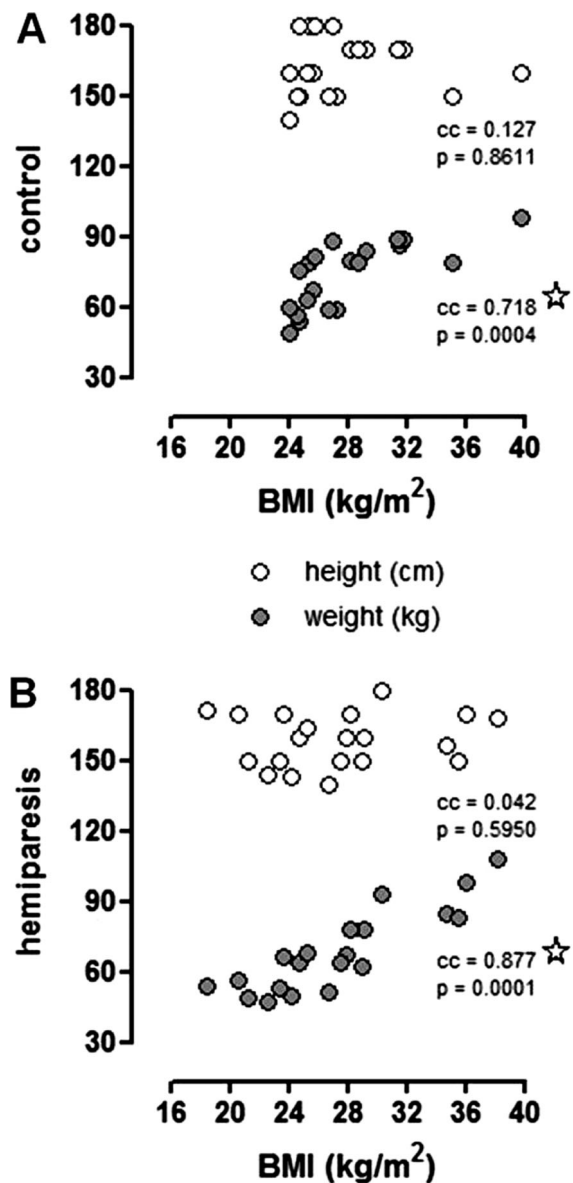 A
180
150
120
90
60
30
control
cc = 0.127
p = 0.8611
cc = 0.718
p = 0.0004
16 20 24 28 32 36 40
BMI (kg/m²)
height (cm)
weight (kg)
B
180
150
120
90
60
30
hemiparesis
cc = 0.042
p = 0.5950
cc = 0.877
p = 0.0001
16 20 24 28 32 36 40
BMI (kg/m²)